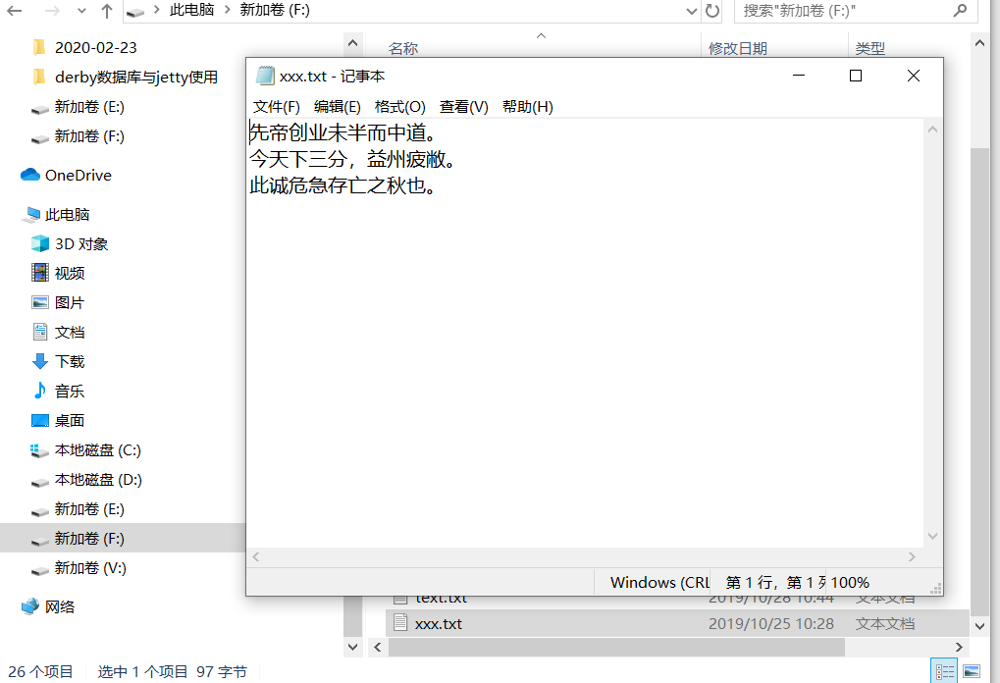 此电脑 > 新加卷 (F:)
搜索"新加卷 (F:)"
名称 修改日期 类型
2020-02-23
derby数据库与jetty使用
新加卷 (E:)
新加卷 (F:)
OneDrive
此电脑
3D 对象
视频
图片
文档
下载
音乐
桌面
本地磁盘 (C:)
本地磁盘 (D:)
新加卷 (E:)
新加卷 (F:)
新加卷 (V:)
网络
xxx.txt - 记事本
文件(F) 编辑(E) 格式(O) 查看(V) 帮助(H)
先帝创业未半而中道。
今天下三分，益州疲敝。
此诚危急存亡之秋也。
Windows (CRL 第 1 行，第 1 列 100%
text.txt 2019/10/28 10:44 文本文档
xxx.txt 2019/10/25 10:28 文本文档
26 个项目 选中 1 个项目 97 字节